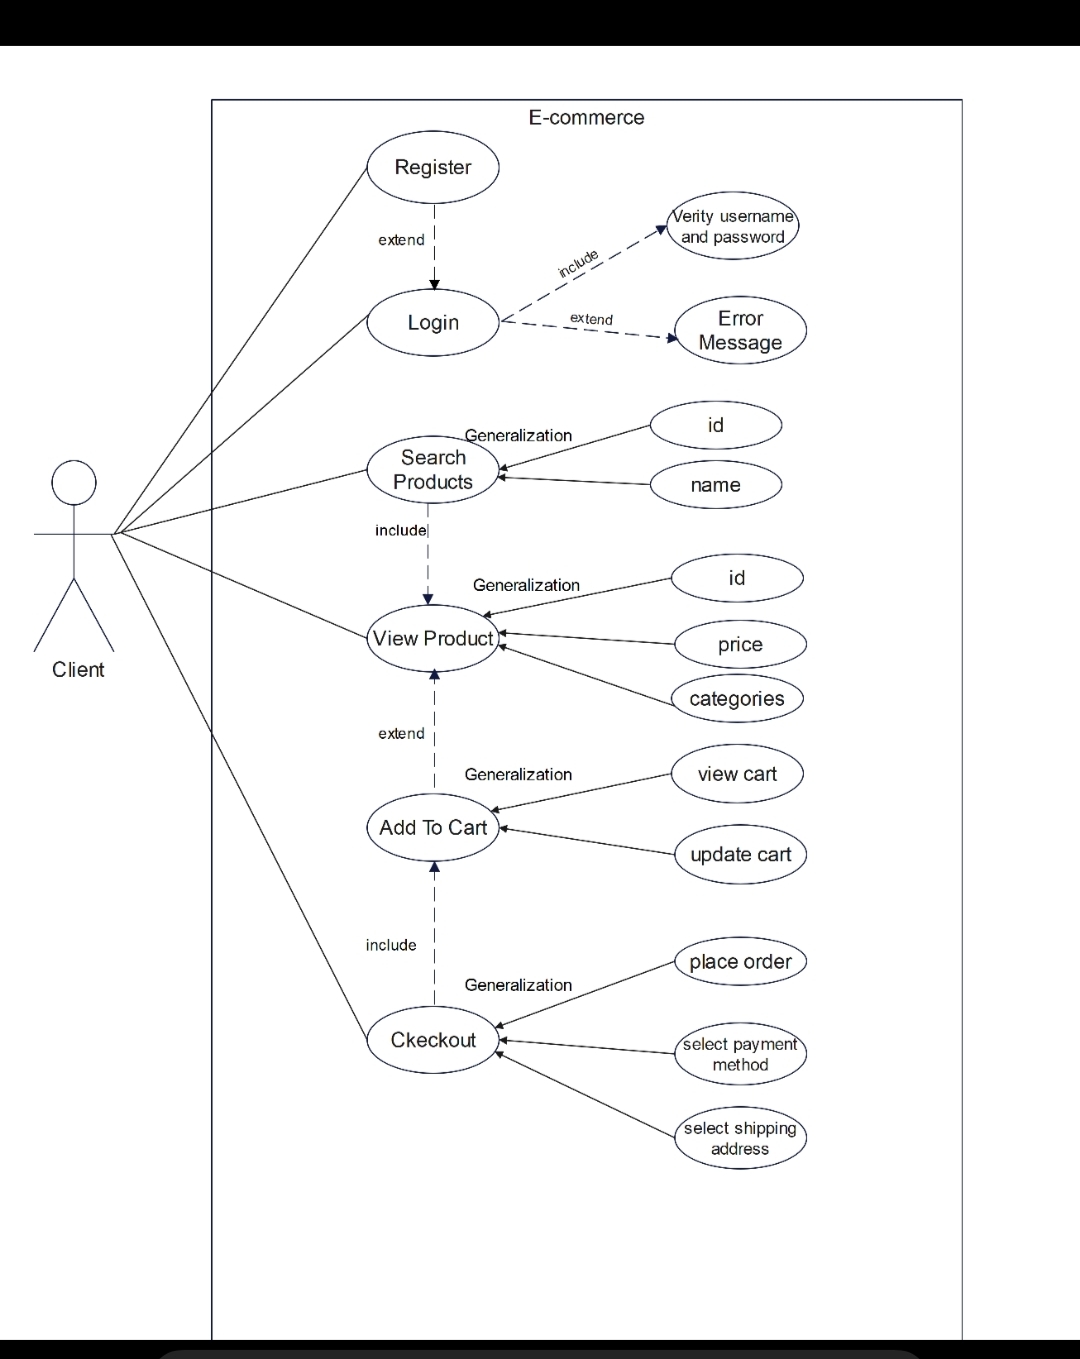 E-commerce
Register
extend
Verity username
and password
include
Login
extend
Error
Message
Generalization
id
Search
Products
name
include
Generalization
id
View Product
price
categories
Client
extend
Generalization
view cart
Add To Cart
update cart
include
Generalization
place order
Ckeckout
select payment
method
select shipping
address